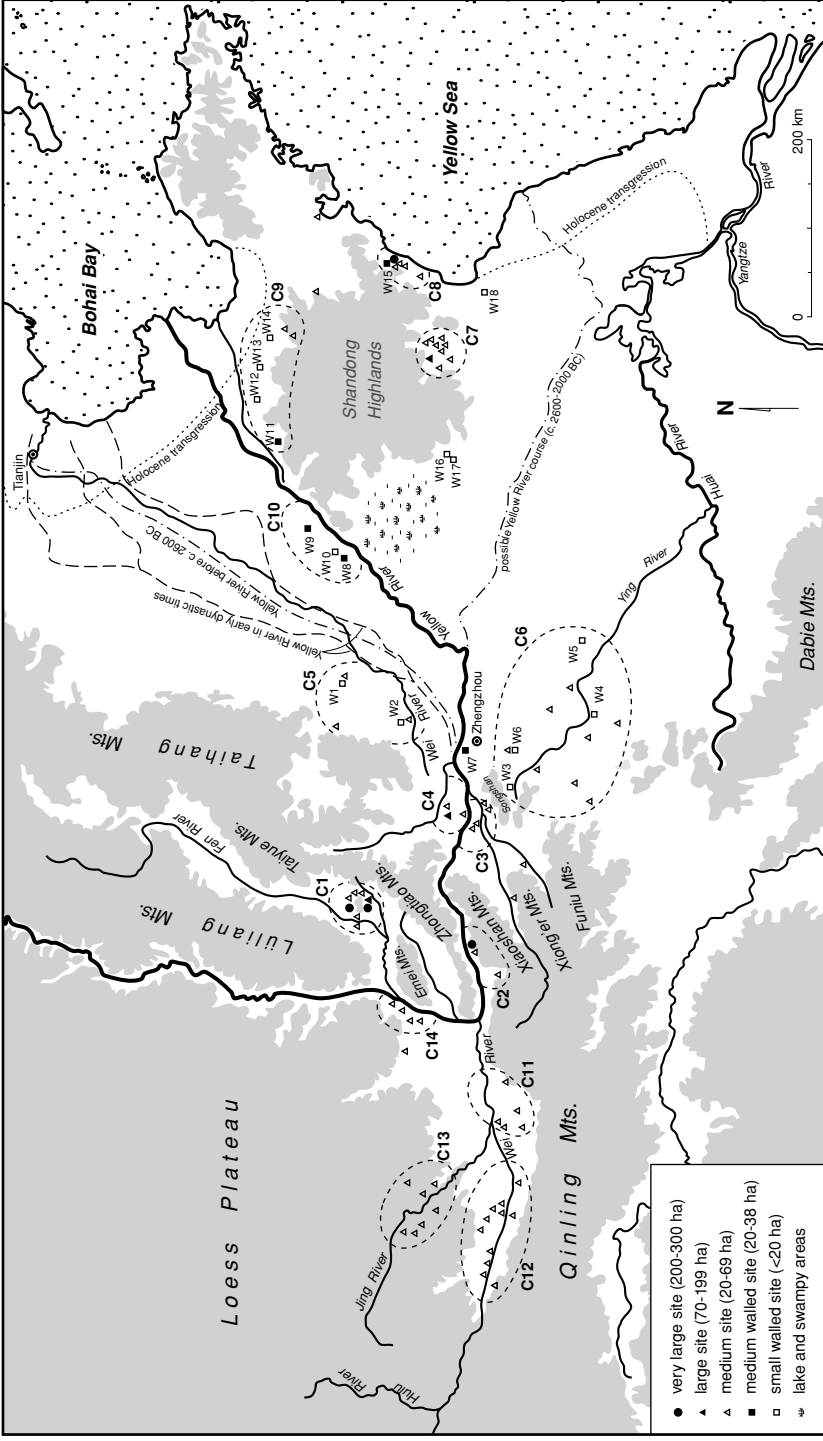 Loess Plateau
Jing River
Hulu
River
Qinling Mts.
Wei
River
C11
C12
C13
C14
Lüliang
Mts.
Fen River
Taiyue Mts.
Taihang
Mts.
C1
Emei Mts.
Zhongtiao Mts.
C2
Xiaoshan Mts.
Xiong'er Mts.
Funiu Mts.
C3
C4
Songshan
W3
W6
W7
Zhengzhou
C5
W1
W2
Wei
River
C6
W4
W5
Ying
River
Huai
River
Dabie Mts.
Yellow
River
Yellow River in early dynastic times
Yellow River before c. 2600 BC
possible Yellow River course (c. 2600-2000 BC)
Tianjin
Holocene transgression
Bohai Bay
C10
W8
W9
W10
W11
W12
W13
W14
C9
Shandong
Highlands
W15
C8
C7
W16
W17
W18
Yellow Sea
Holocene transgression
Yangtze
River
N
0
200 km
very large site (200-300 ha)
large site (70-199 ha)
medium site (20-69 ha)
medium walled site (20-38 ha)
small walled site (<20 ha)
lake and swampy areas